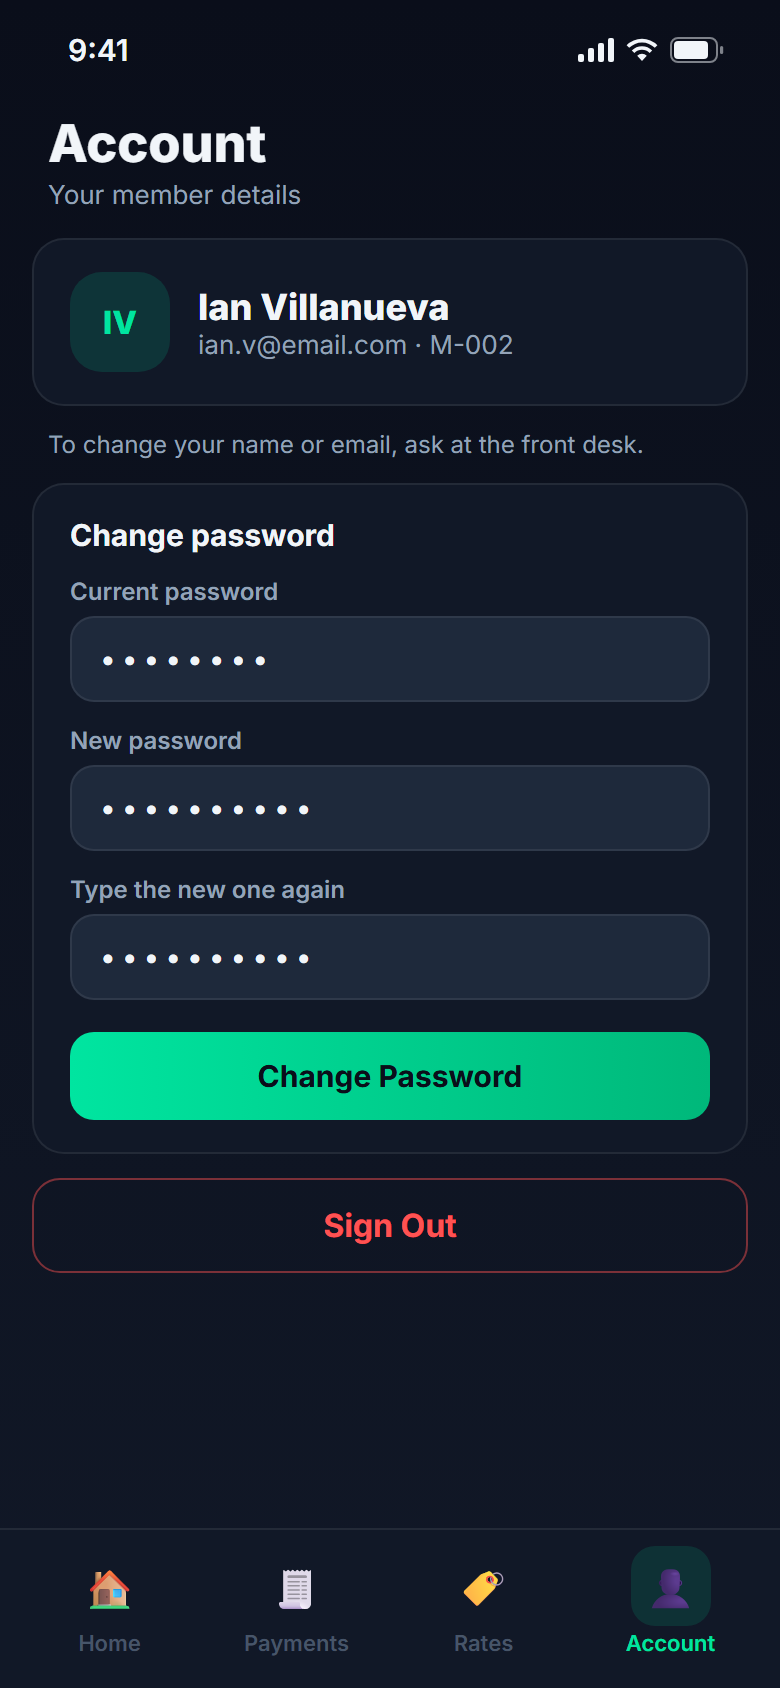 9:41
Account
Your member details
IV
Ian Villanueva
ian.v@email.com · M-002
To change your name or email, ask at the front desk.
Change password
Current password
••••••••
New password
••••••••••
Type the new one again
••••••••••
Change Password
Sign Out
Home
Payments
Rates
Account